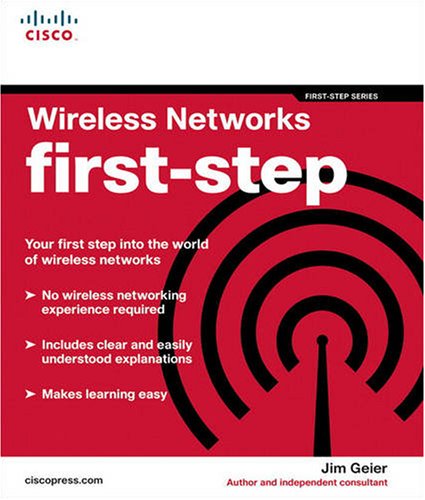 CISCO
FIRST-STEP SERIES
Wireless Networks
first-step
Your first step into the world
of wireless networks
➤ No wireless networking
experience required
➤ Includes clear and easily
understood explanations
➤ Makes learning easy
Jim Geier
ciscopress.com
Author and independent consultant